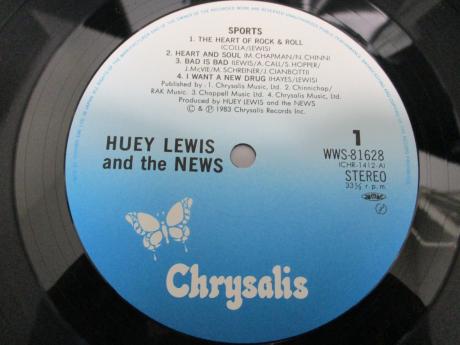 SPORTS
1. THE HEART OF ROCK & ROLL
(COLLA/LEWIS)
2. HEART AND SOUL (M. CHAPMAN/N. CHINN)
3. BAD IS BAD (LEWIS/A. CALL/S. HOPPER/
J. McVIE/M. SCHREINER/J. CIANBOTTI)
4. I WANT A NEW DRUG (HAYES/LEWIS)
Published by: 1. Chrysalis Music Ltd. 2. Chinnichap/
RAK Music. 3. Chappell Music Ltd. 4. Chrysalis Music, Ltd.
Produced by HUEY LEWIS and the NEWS
© & ℗ 1983 Chrysalis Records Inc.
HUEY LEWIS
and the NEWS
1
WWS-81628
(CHR-1412-A)
STEREO
33⅓ r.p.m.
Chrysalis